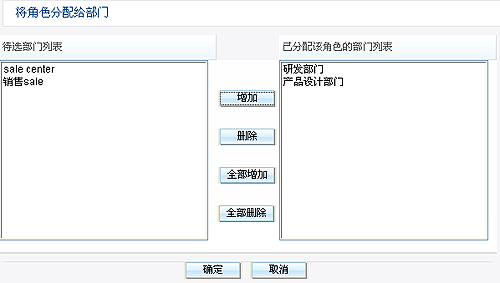 将角色分配给部门
待选部门列表
已分配该角色的部门列表
sale center
销售sale
研发部门
产品设计部门
增加
删除
全部增加
全部删除
确定
取消